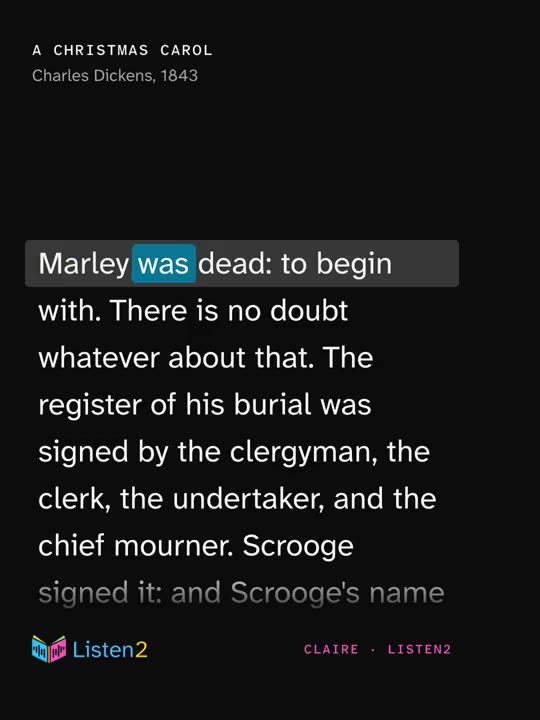 A CHRISTMAS CAROL
Charles Dickens, 1843
Marley was dead: to begin
with. There is no doubt
whatever about that. The
register of his burial was
signed by the clergyman, the
clerk, the undertaker, and the
chief mourner. Scrooge
signed it: and Scrooge's name
Listen2
CLAIRE · LISTEN2